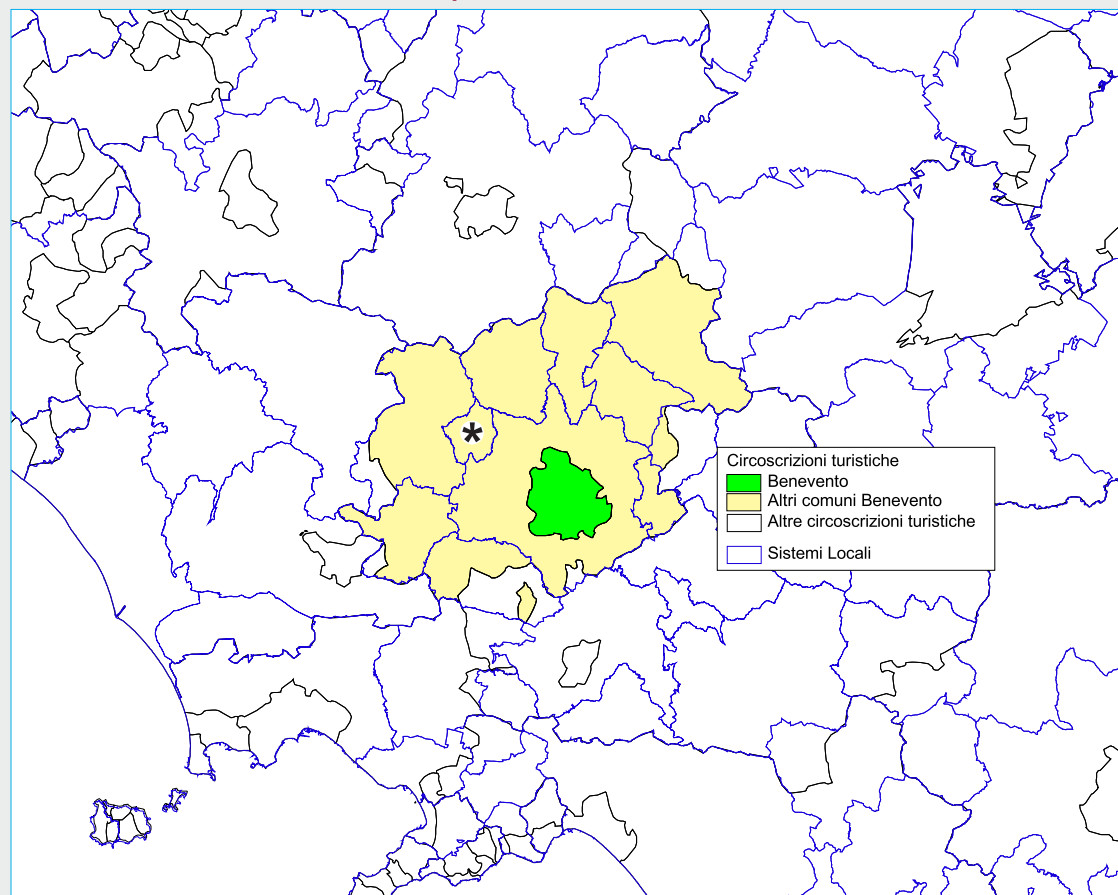 Circoscrizioni turistiche
Benevento
Altri comuni Benevento
Altre circoscrizioni turistiche
Sistemi Locali
*